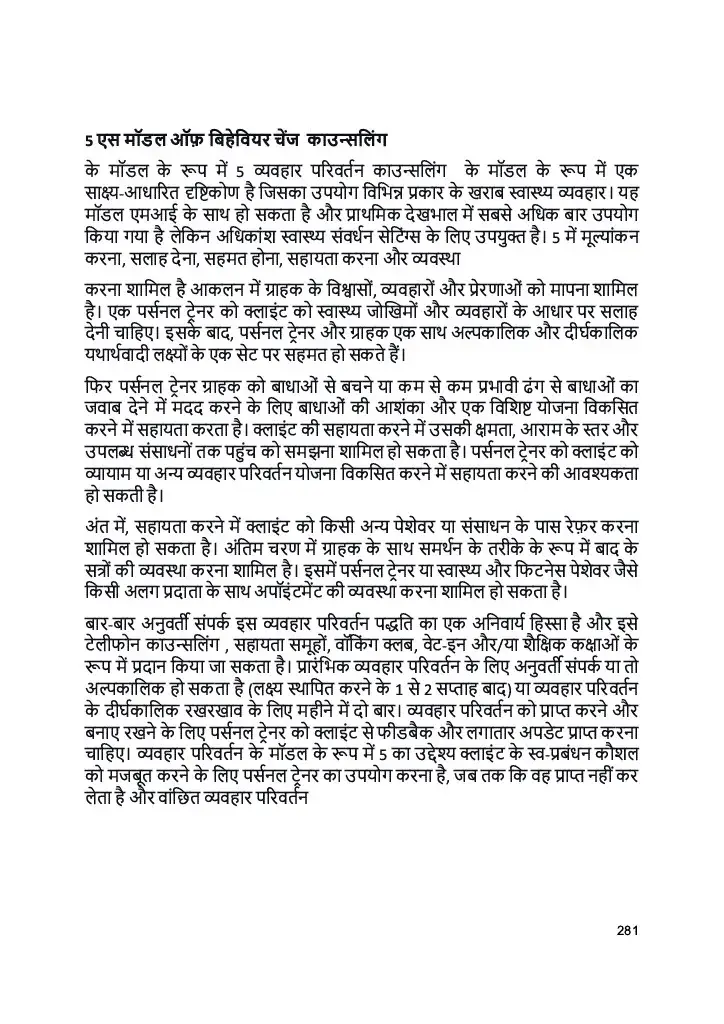 5 एस मॉडल ऑफ़ बिहेवियर चेंज काउन्सलिंग
के मॉडल के रूप में 5 व्यवहार परिवर्तन काउन्सलिंग के मॉडल के रूप में एक
साक्ष्य-आधारित दृष्टिकोण है जिसका उपयोग विभिन्न प्रकार के खराब स्वास्थ्य व्यवहार। यह
मॉडल एमआई के साथ हो सकता है और प्राथमिक देखभाल में सबसे अधिक बार उपयोग
किया गया है लेकिन अधिकांश स्वास्थ्य संवर्धन सेटिंग्स के लिए उपयुक्त है। 5 में मूल्यांकन
करना, सलाह देना, सहमत होना, सहायता करना और व्यवस्था
करना शामिल है आकलन में ग्राहक के विश्वासों, व्यवहारों और प्रेरणाओं को मापना शामिल
है। एक पर्सनल ट्रेनर को क्लाइंट को स्वास्थ्य जोखिमों और व्यवहारों के आधार पर सलाह
देनी चाहिए। इसके बाद, पर्सनल ट्रेनर और ग्राहक एक साथ अल्पकालिक और दीर्घकालिक
यथार्थवादी लक्ष्यों के एक सेट पर सहमत हो सकते हैं।
फिर पर्सनल ट्रेनर ग्राहक को बाधाओं से बचने या कम से कम प्रभावी ढंग से बाधाओं का
जवाब देने में मदद करने के लिए बाधाओं की आशंका और एक विशिष्ट योजना विकसित
करने में सहायता करता है। क्लाइंट की सहायता करने में उसकी क्षमता, आराम के स्तर और
उपलब्ध संसाधनों तक पहुंच को समझना शामिल हो सकता है। पर्सनल ट्रेनर को क्लाइंट को
व्यायाम या अन्य व्यवहार परिवर्तन योजना विकसित करने में सहायता करने की आवश्यकता
हो सकती है।
अंत में, सहायता करने में क्लाइंट को किसी अन्य पेशेवर या संसाधन के पास रेफ़र करना
शामिल हो सकता है। अंतिम चरण में ग्राहक के साथ समर्थन के तरीके के रूप में बाद के
सत्रों की व्यवस्था करना शामिल है। इसमें पर्सनल ट्रेनर या स्वास्थ्य और फिटनेस पेशेवर जैसे
किसी अलग प्रदाता के साथ अपॉइंटमेंट की व्यवस्था करना शामिल हो सकता है।
बार-बार अनुवर्ती संपर्क इस व्यवहार परिवर्तन पद्धति का एक अनिवार्य हिस्सा है और इसे
टेलीफोन काउन्सलिंग , सहायता समूहों, वॉकिंग क्लब, वेट-इन और/या शैक्षिक कक्षाओं के
रूप में प्रदान किया जा सकता है। प्रारंभिक व्यवहार परिवर्तन के लिए अनुवर्ती संपर्क या तो
अल्पकालिक हो सकता है (लक्ष्य स्थापित करने के 1 से 2 सप्ताह बाद) या व्यवहार परिवर्तन
के दीर्घकालिक रखरखाव के लिए महीने में दो बार। व्यवहार परिवर्तन को प्राप्त करने और
बनाए रखने के लिए पर्सनल ट्रेनर को क्लाइंट से फीडबैक और लगातार अपडेट प्राप्त करना
चाहिए। व्यवहार परिवर्तन के मॉडल के रूप में 5 का उद्देश्य क्लाइंट के स्व-प्रबंधन कौशल
को मजबूत करने के लिए पर्सनल ट्रेनर का उपयोग करना है, जब तक कि वह प्राप्त नहीं कर
लेता है और वांछित व्यवहार परिवर्तन
281